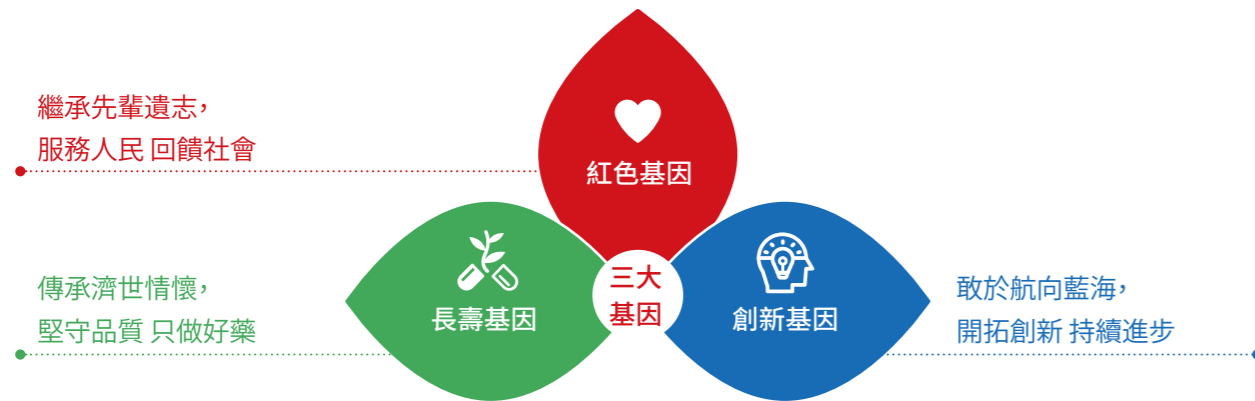 繼承先輩遺志，
服務人民 回饋社會
紅色基因
傳承濟世情懷，
堅守品質 只做好藥
長壽基因
三大
基因
創新基因
敢於航向藍海，
開拓創新 持續進步